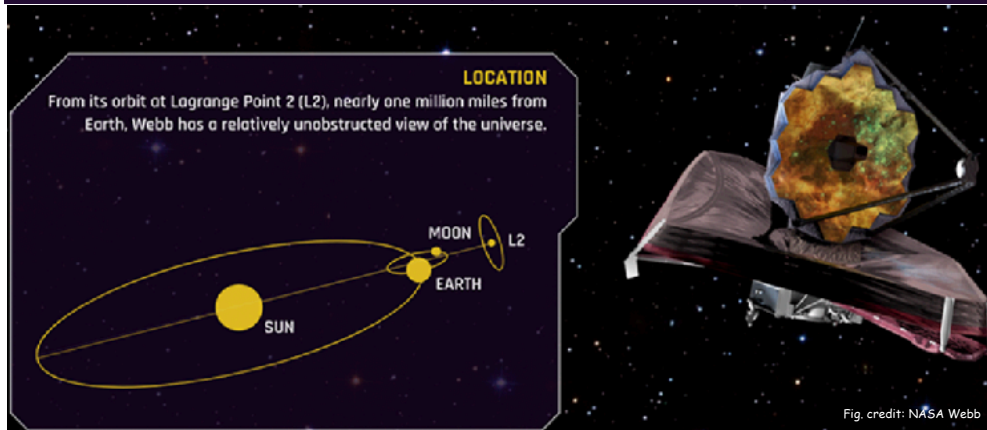 LOCATION
From its orbit at Lagrange Point 2 (L2), nearly one million miles from
Earth, Webb has a relatively unobstructed view of the universe.
MOON
L2
EARTH
SUN
Fig. credit: NASA Webb